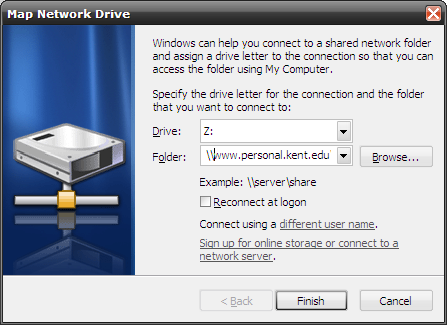 Map Network Drive
Windows can help you connect to a shared network folder
and assign a drive letter to the connection so that you can
access the folder using My Computer.
Specify the drive letter for the connection and the folder
that you want to connect to:
Drive: Z:
Folder: \\www.personal.kent.edu\ Browse...
Example: \\server\share
Reconnect at logon
Connect using a different user name.
Sign up for online storage or connect to a
network server.
< Back Finish Cancel